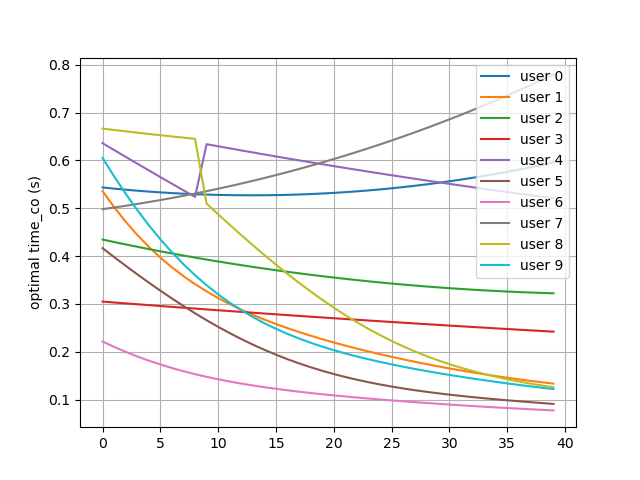 optimal time_co (s)
0.8
0.7
0.6
0.5
0.4
0.3
0.2
0.1
0 5 10 15 20 25 30 35 40
user 0
user 1
user 2
user 3
user 4
user 5
user 6
user 7
user 8
user 9